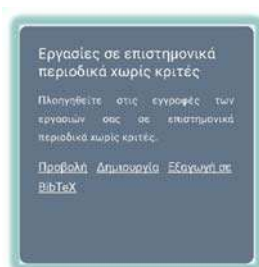 Εργασίες σε επιστημονικά
περιοδικά χωρίς κριτές
Πλοηγηθείτε στις εγγραφές των
εργασιών σας σε επιστημονικά
περιοδικά χωρίς κριτές.
Προβολή Δημιουργία Εξαγωγή σε
BibTeX